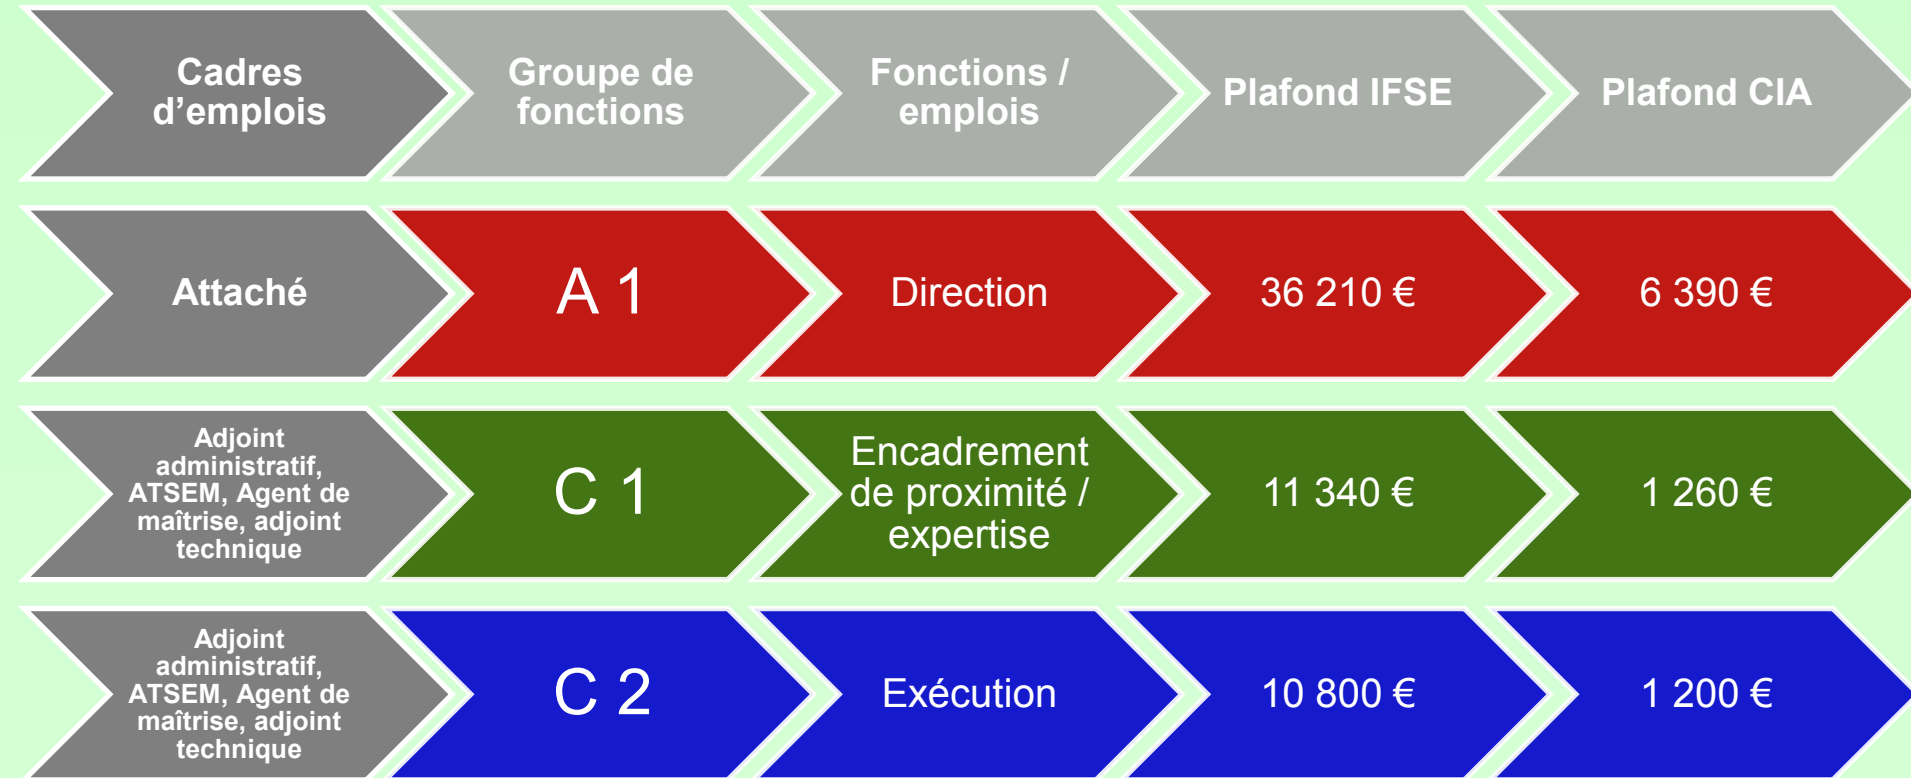 Cadres
d’emplois
Groupe de
fonctions
Fonctions /
emplois
Plafond IFSE
Plafond CIA
Attaché
A 1
Direction
36 210 €
6 390 €
Adjoint
administratif,
ATSEM, Agent de
maîtrise, adjoint
technique
C 1
Encadrement
de proximité /
expertise
11 340 €
1 260 €
Adjoint
administratif,
ATSEM, Agent de
maîtrise, adjoint
technique
C 2
Exécution
10 800 €
1 200 €